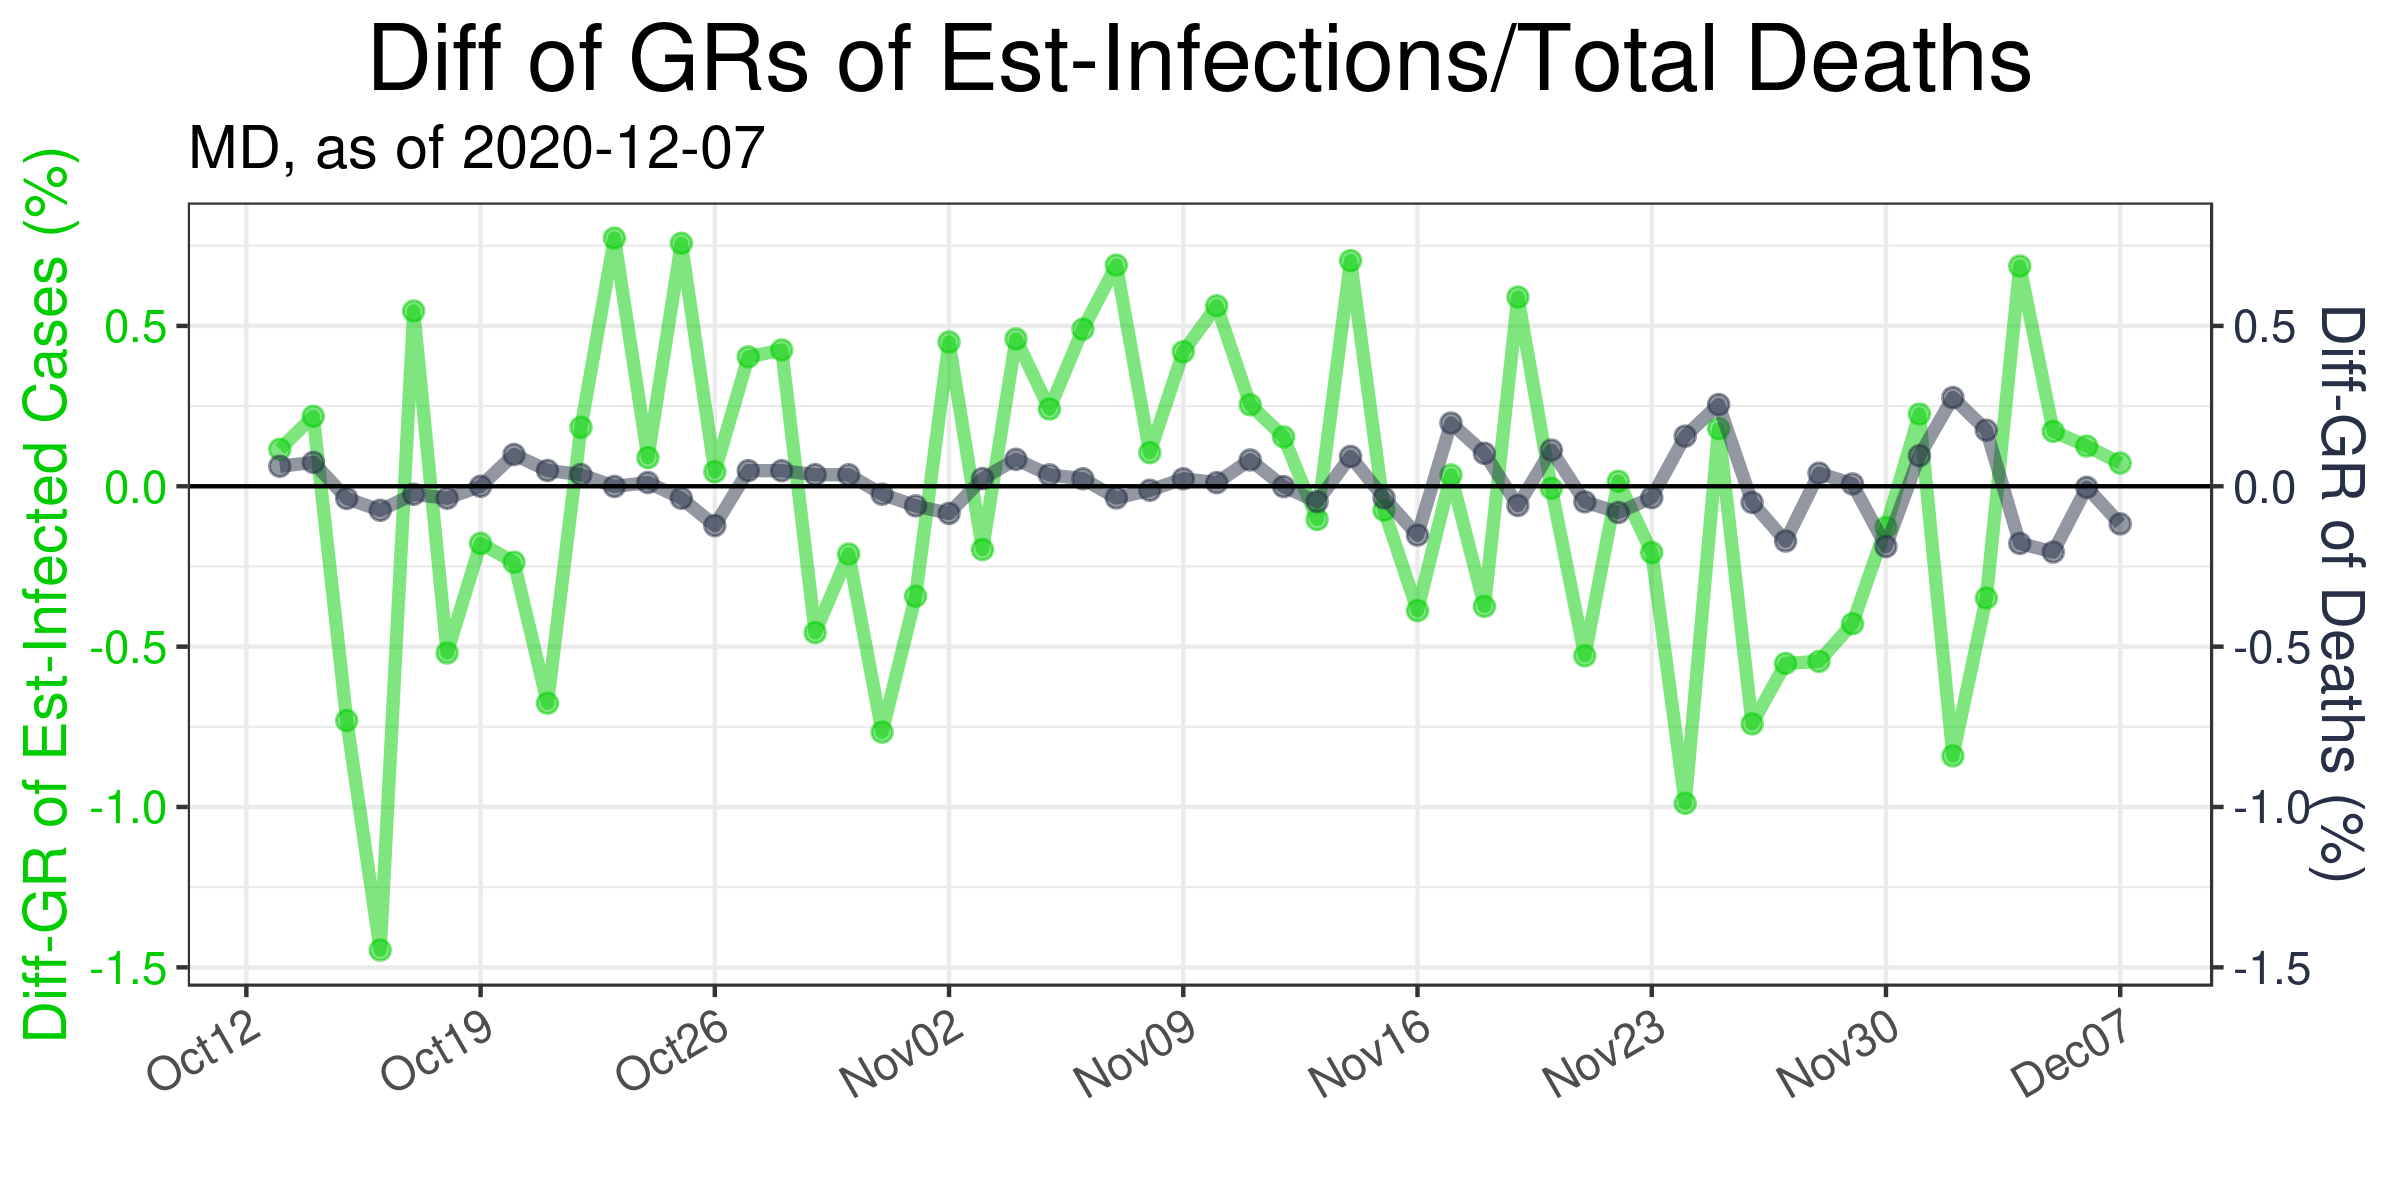 Diff of GRs of Est-Infections/Total Deaths
MD, as of 2020-12-07
Diff-GR of Est-Infected Cases (%)
0.5
0.0
-0.5
-1.0
-1.5
0.5
0.0
-0.5
-1.0
-1.5
Diff-GR of Deaths (%)
Oct12
Oct19
Oct26
Nov02
Nov09
Nov16
Nov23
Nov30
Dec07